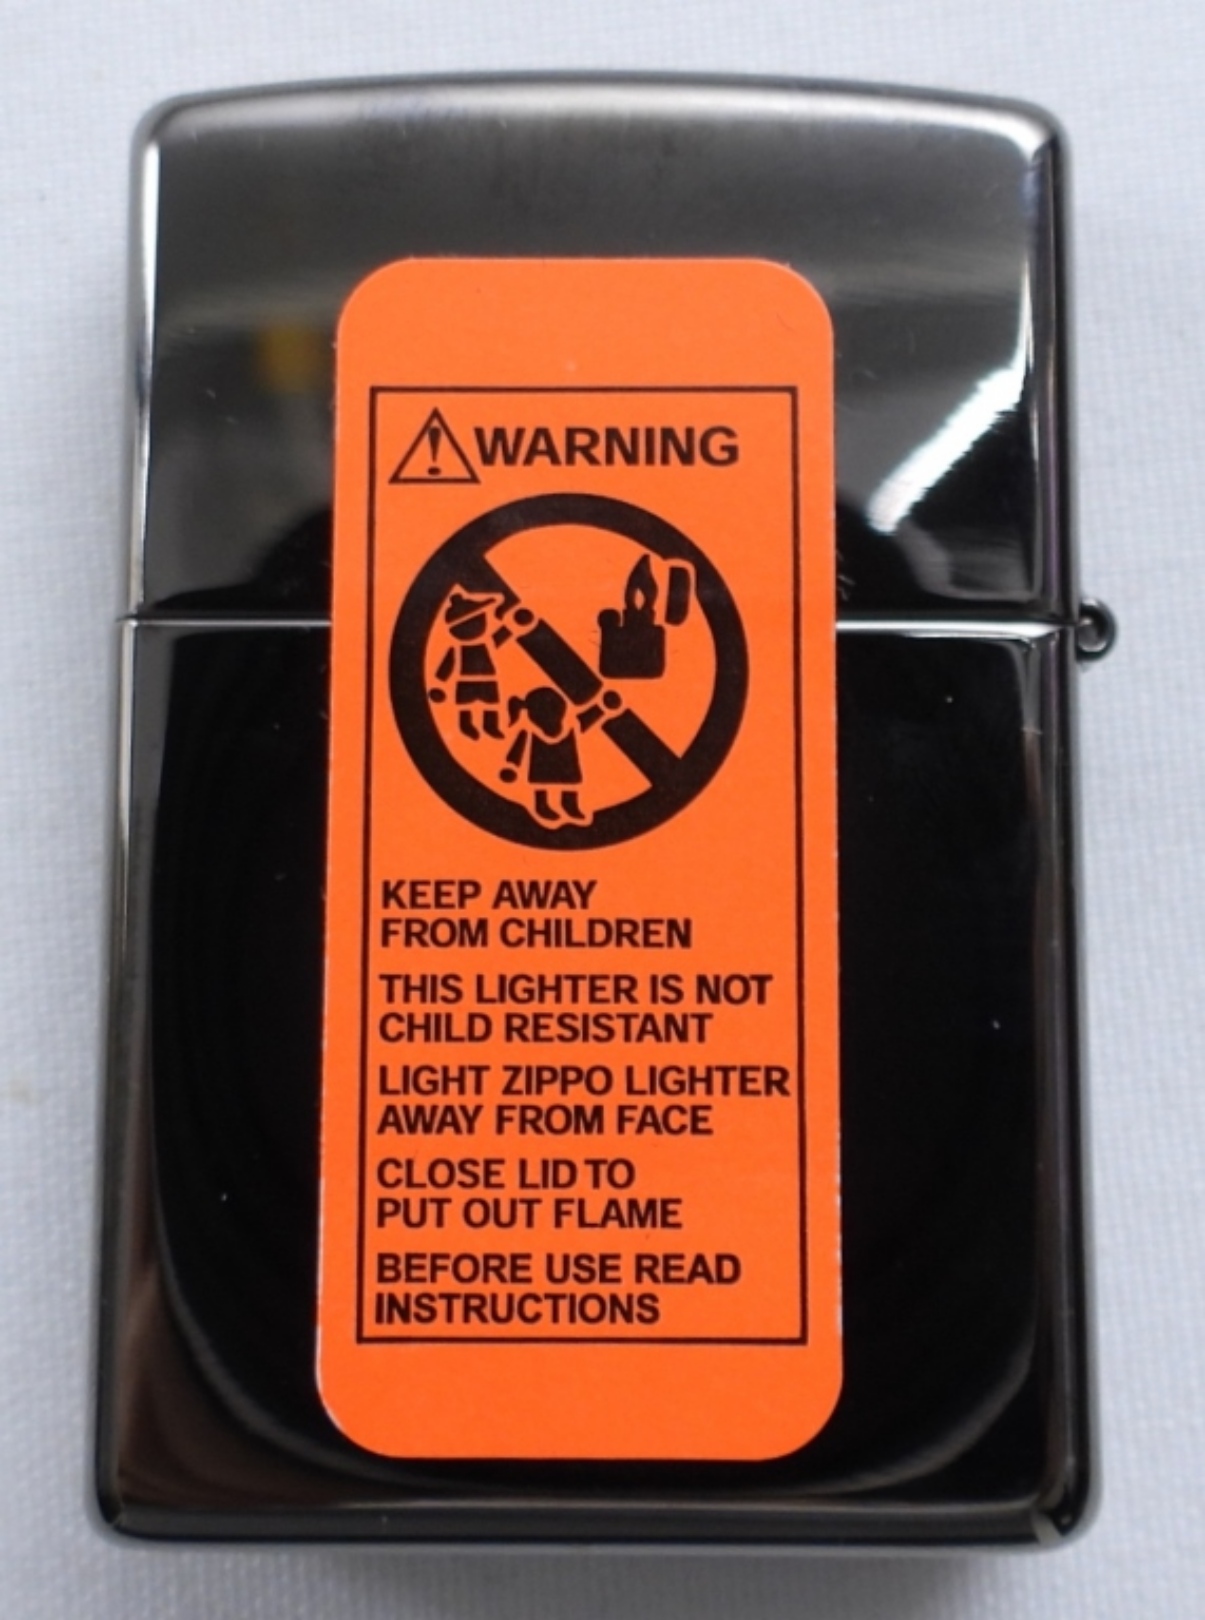 WARNING
KEEP AWAY
FROM CHILDREN
THIS LIGHTER IS NOT
CHILD RESISTANT
LIGHT ZIPPO LIGHTER
AWAY FROM FACE
CLOSE LID TO
PUT OUT FLAME
BEFORE USE READ
INSTRUCTIONS